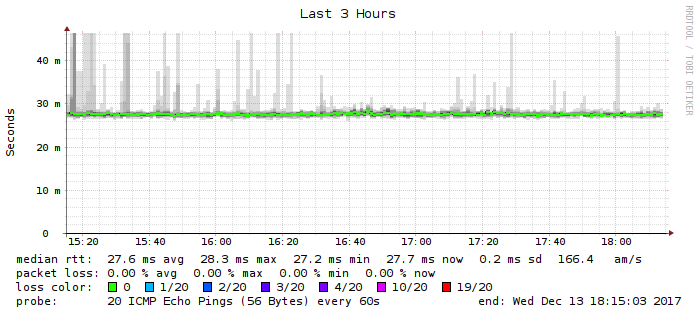 Last 3 Hours
RRDTOOL / TOBI OETIKER
Seconds
40 m
30 m
20 m
10 m
0
15:20 15:40 16:00 16:20 16:40 17:00 17:20 17:40 18:00
median rtt: 27.6 ms avg 28.3 ms max 27.2 ms min 27.7 ms now 0.2 ms sd 166.4 am/s
packet loss: 0.00 % avg 0.00 % max 0.00 % min 0.00 % now
loss color: 0 1/20 2/20 3/20 4/20 10/20 19/20
probe: 20 ICMP Echo Pings (56 Bytes) every 60s end: Wed Dec 13 18:15:03 2017